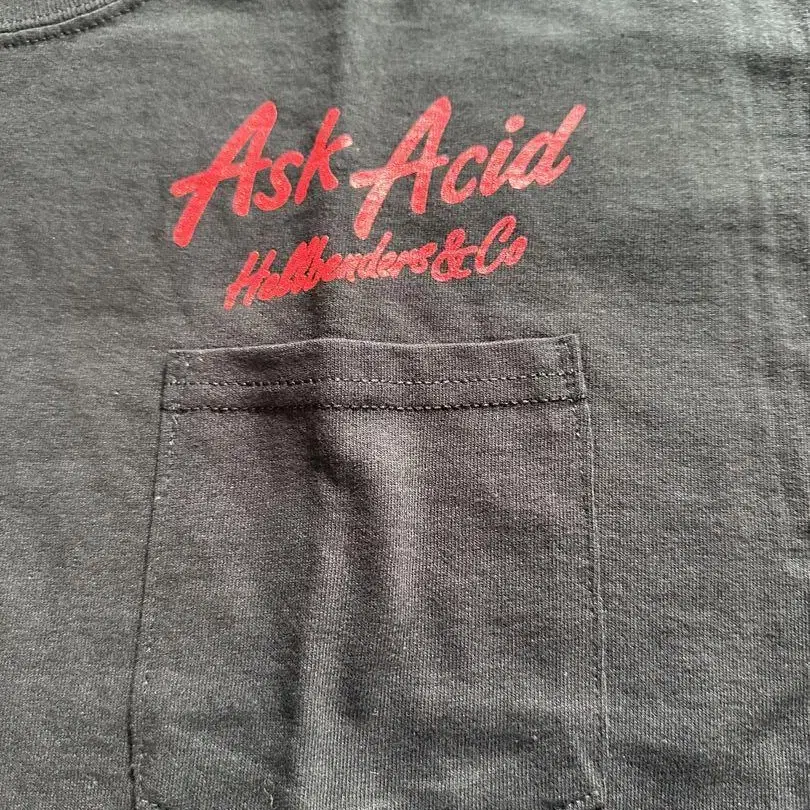 Ask Acid
Hellbenders & Co